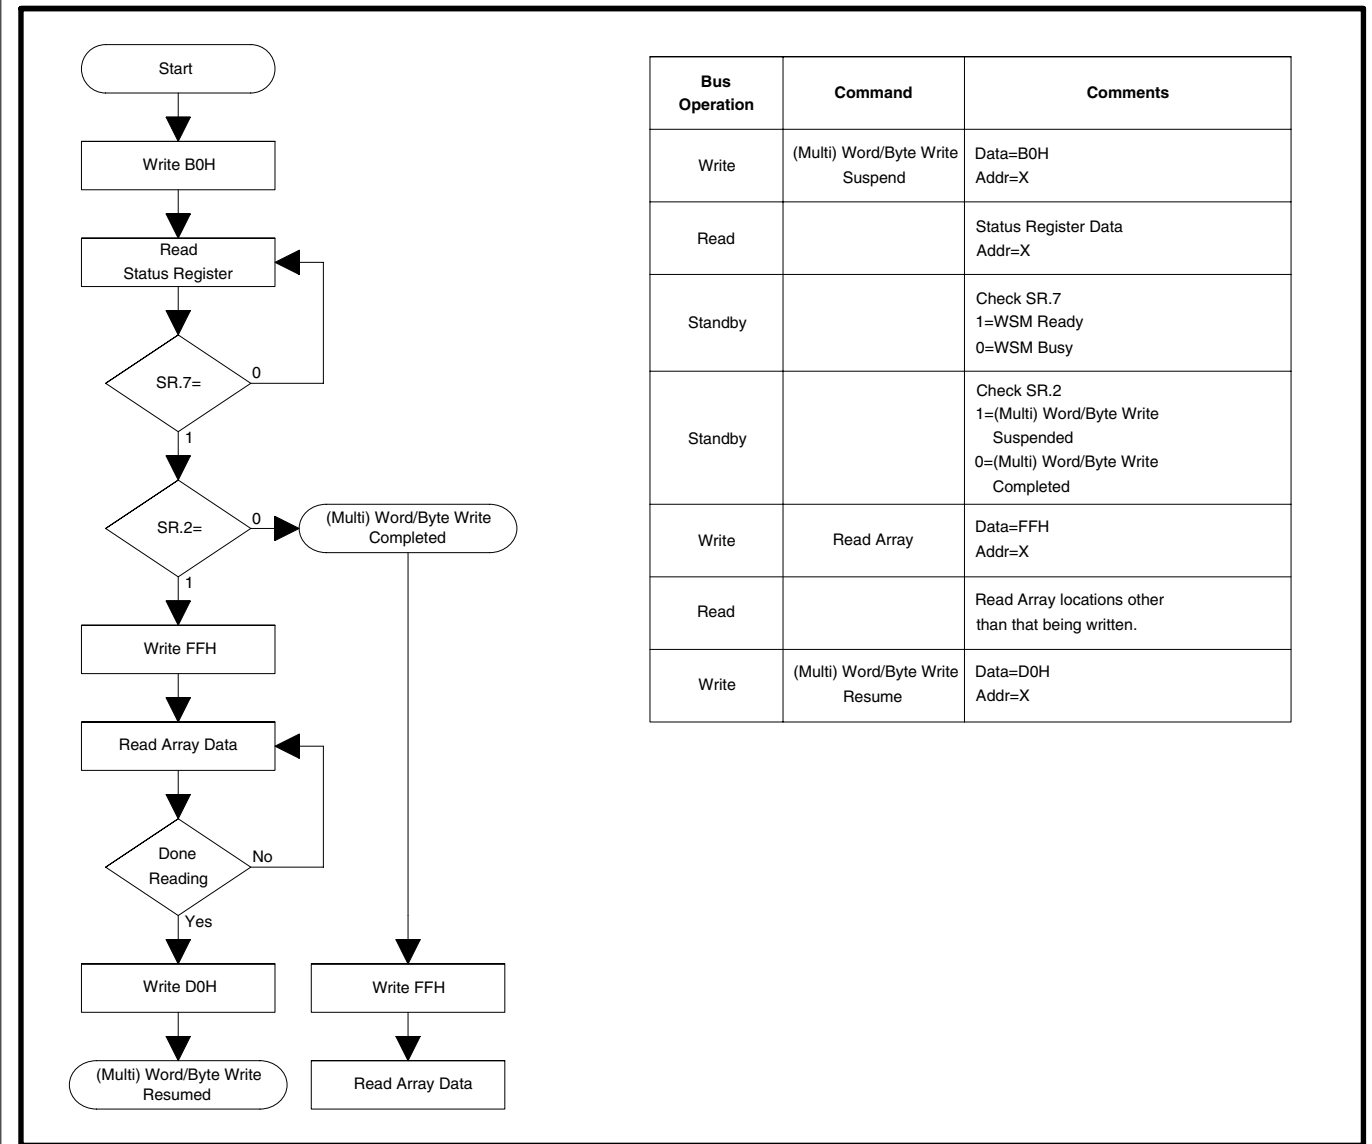 Start
Write B0H
Read
Status Register
SR.7=
0
1
SR.2=
0
(Multi) Word/Byte Write
Completed
1
Write FFH
Read Array Data
Done
Reading
No
Yes
Write D0H
(Multi) Word/Byte Write
Resumed
Write FFH
Read Array Data
Bus
Operation
Command
Comments
Write
(Multi) Word/Byte Write
Suspend
Data=B0H
Addr=X
Read
Status Register Data
Addr=X
Standby
Check SR.7
1=WSM Ready
0=WSM Busy
Standby
Check SR.2
1=(Multi) Word/Byte Write
Suspended
0=(Multi) Word/Byte Write
Completed
Write
Read Array
Data=FFH
Addr=X
Read
Read Array locations other
than that being written.
Write
(Multi) Word/Byte Write
Resume
Data=D0H
Addr=X